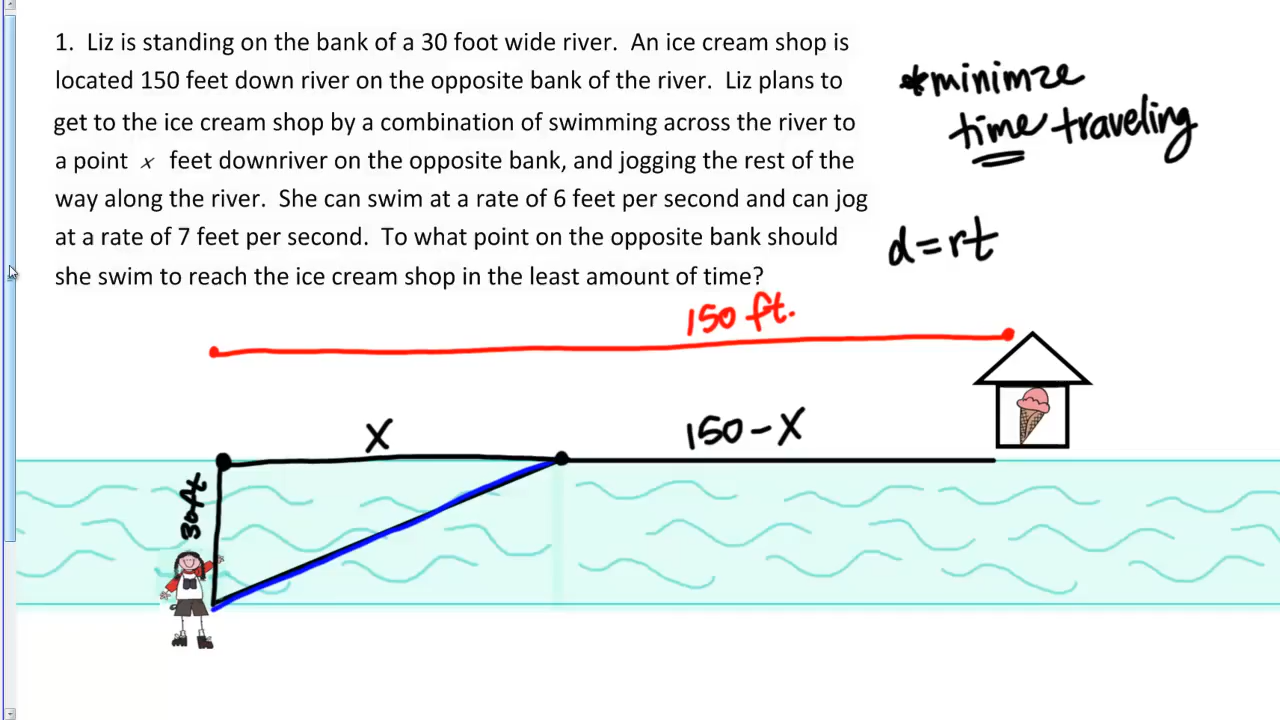 1. Liz is standing on the bank of a 30 foot wide river. An ice cream shop is
located 150 feet down river on the opposite bank of the river. Liz plans to
get to the ice cream shop by a combination of swimming across the river to
a point x feet downriver on the opposite bank, and jogging the rest of the
way along the river. She can swim at a rate of 6 feet per second and can jog
at a rate of 7 feet per second. To what point on the opposite bank should
she swim to reach the ice cream shop in the least amount of time?
*minimze
time traveling
d=rt
150 ft.
x
150-x
30ft